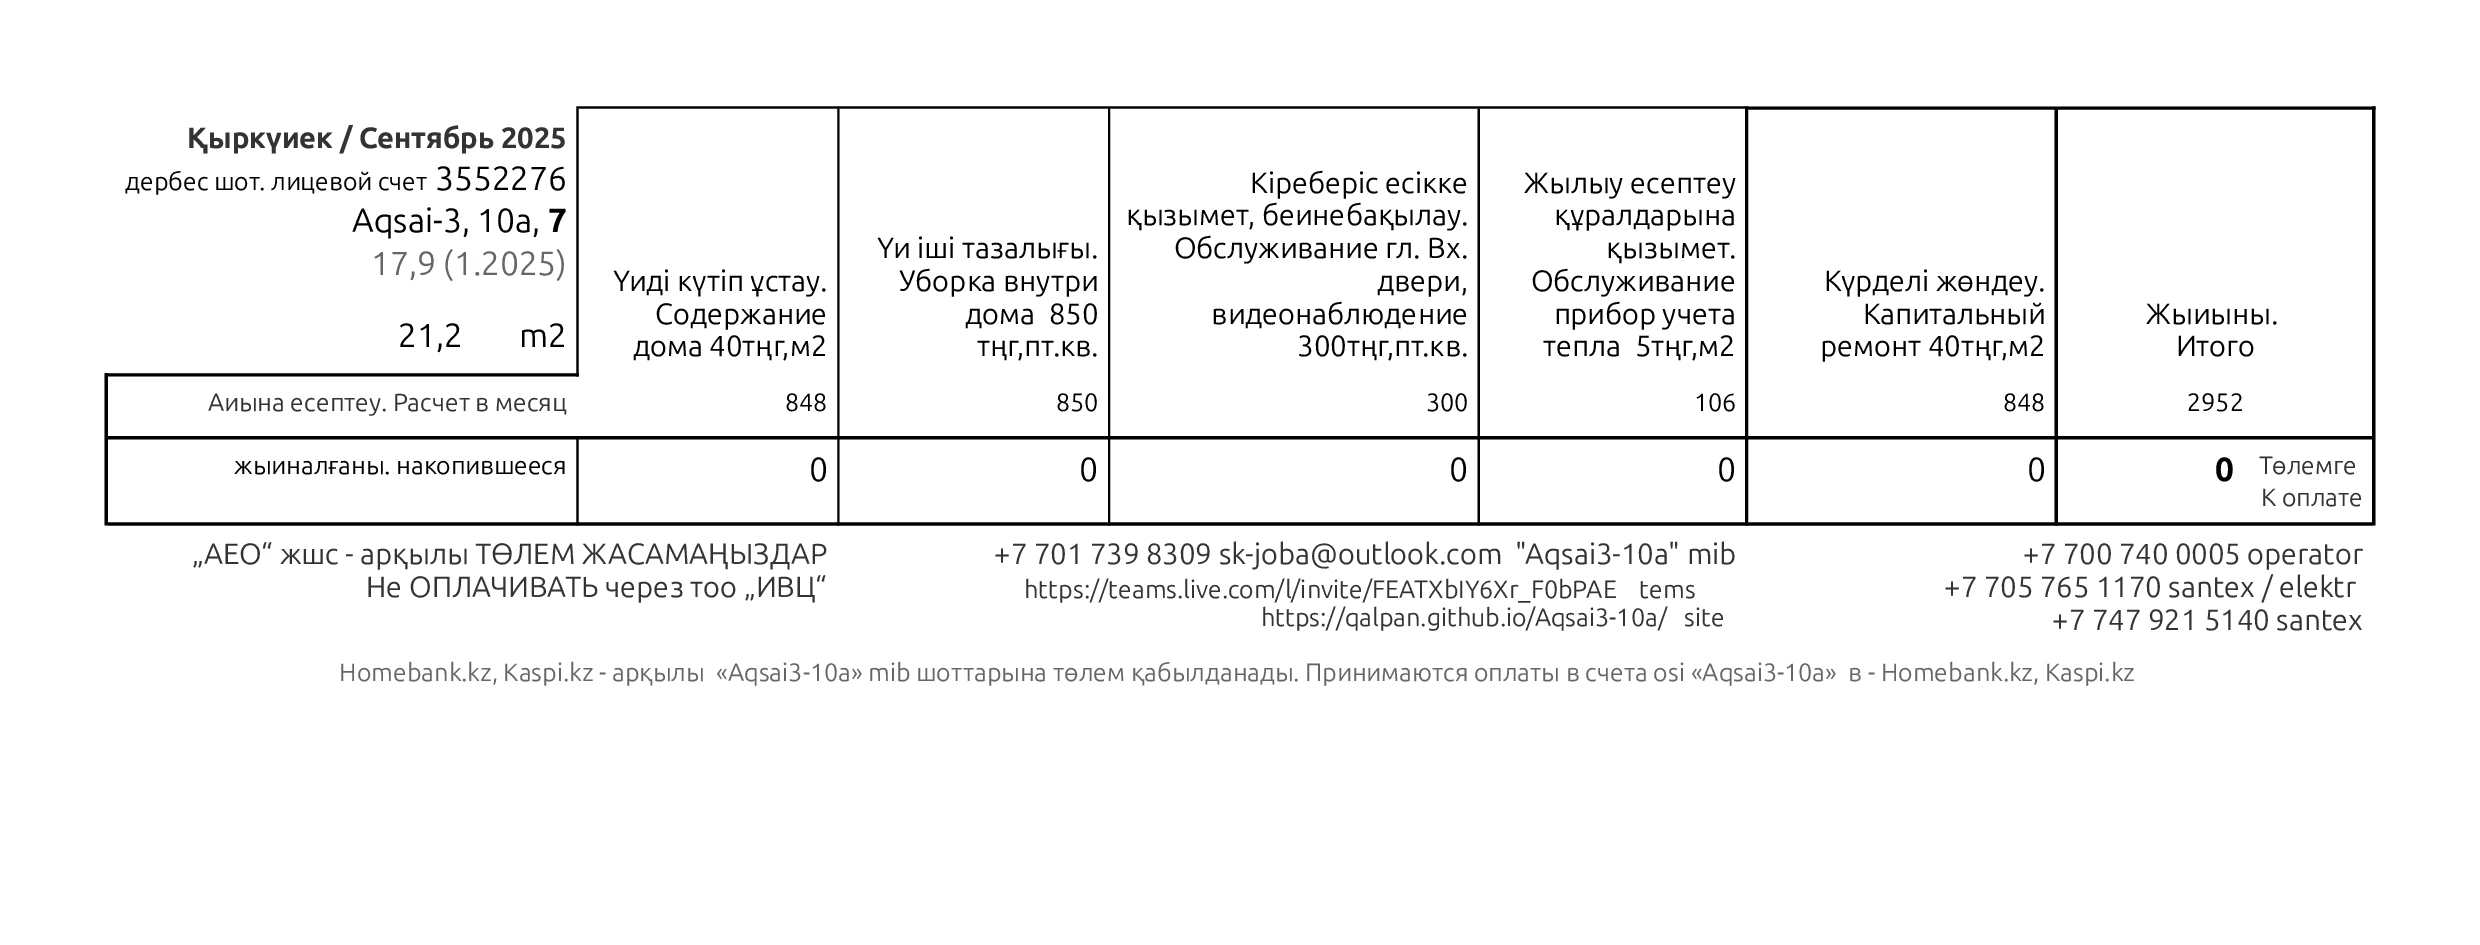 Қыркүиек / Сентябрь 2025
дербес шот. лицевой счет 3552276
Aqsai-3, 10a, 7
17,9 (1.2025)
21,2 m2
Үиді күтіп ұстау.
Содержание
дома 40тңг,м2
Үи іші тазалығы.
Уборка внутри
дома 850
тңг,пт.кв.
Кіреберіс есікке
қызымет, беинебақылау.
Обслуживание гл. Вх.
двери,
видеонаблюдение
300тңг,пт.кв.
Жылыу есептеу
құралдарына
қызымет.
Обслуживание
прибор учета
тепла 5тңг,м2
Күрделі жөндеу.
Капитальный
ремонт 40тңг,м2
Жыиыны.
Итого
Аиына есептеу. Расчет в месяц 848 850 300 106 848 2952
жыиналғаны. накопившееся 0 0 0 0 0 0 Төлемге
К оплате
„АЕО“ жшс - арқылы ТӨЛЕМ ЖАСАМАҢЫЗДАР
Не ОПЛАЧИВАТЬ через тоо „ИВЦ“
+7 701 739 8309 sk-joba@outlook.com "Aqsai3-10a" mib
https://teams.live.com/l/invite/FEATXbIY6Xr_F0bPAE tems
https://qalpan.github.io/Aqsai3-10a/ site
+7 700 740 0005 operator
+7 705 765 1170 santex / elektr
+7 747 921 5140 santex
Homebank.kz, Kaspi.kz - арқылы «Aqsai3-10a» mib шоттарына төлем қабылданады. Принимаются оплаты в счета osi «Aqsai3-10a» в - Homebank.kz, Kaspi.kz